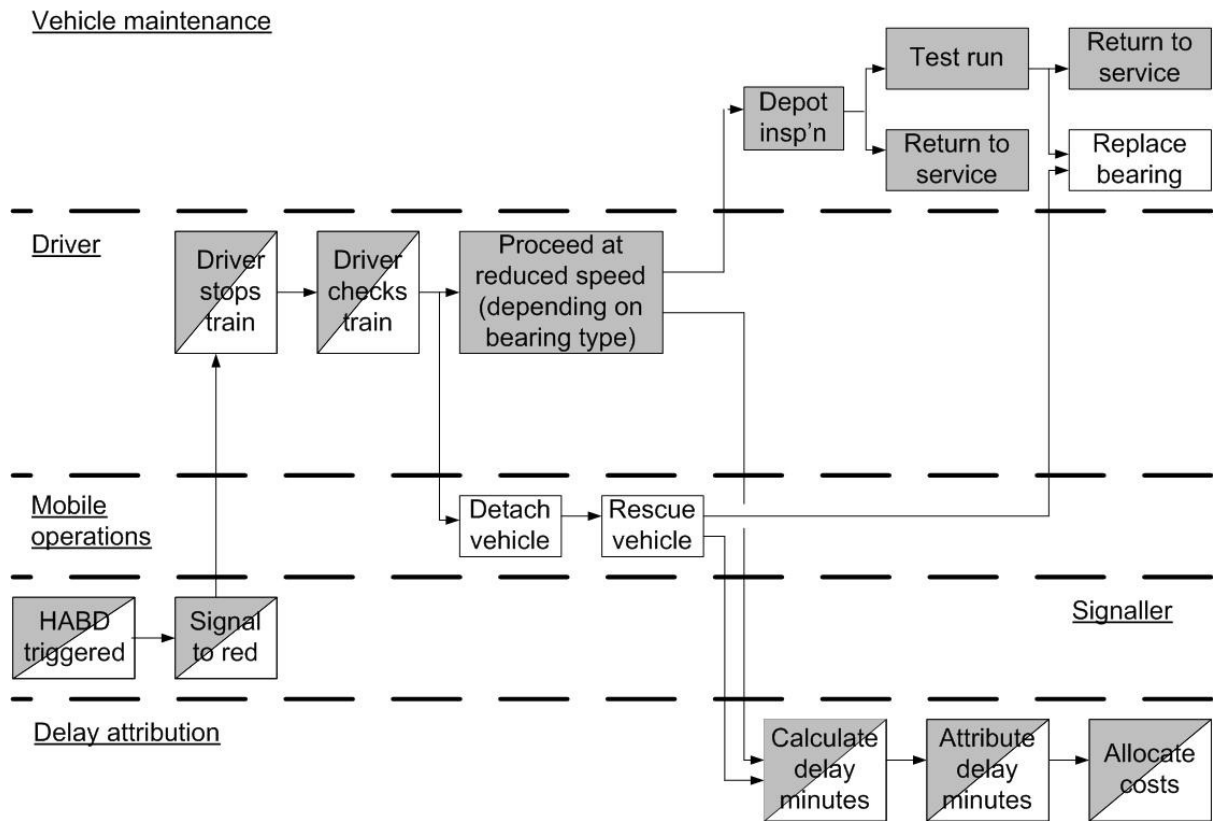 Vehicle maintenance
Test run
Return to
service
Depot
insp'n
Return to
service
Replace
bearing
Driver
Driver
stops
train
Driver
checks
train
Proceed at
reduced speed
(depending on
bearing type)
Mobile
operations
Detach
vehicle
Rescue
vehicle
HABD
triggered
Signal
to red
Signaller
Delay attribution
Calculate
delay
minutes
Attribute
delay
minutes
Allocate
costs